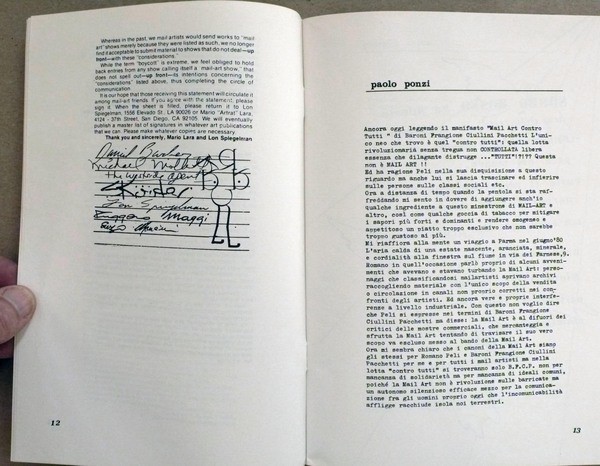 Whereas in the past, we mail artists would send works to "mail
art" shows merely because they were listed as such, we no longer
find it acceptable to submit material to shows that do not deal—up
front—with these "considerations."
While the term "boycott" is extreme, we feel obliged to hold
back entries from any show calling itself a "mail-art show," that
does not spell out—up front—its intentions concerning the
"considerations" listed above, thus completing the circle of
communication.
It is our hope that those receiving this statement will circulate it
among mail-art friends. If you agree with the statement, please
sign it. When the sheet is filled, please return it to Lon
Spiegelman, 1556 Elevado St., LA 90026 or Mario "Artrat" Lara,
4124 - 37th Street, San Diego, CA 92105. We will eventually
publish a master list of signatures in whatever art publications
that we can. Please make whatever copies are necessary.
Thank you and sincerely, Mario Lara and Lon Spiegelman
Michael
the
Lon Spiegelman
Ruggero Maggi
12
paolo ponzi
Ancora oggi leggendo il manifasto "Mail Art Contro
Tutti " di Baroni Frangione Ciullini Pacchetti L'uni-
co neo che trovo è quel "contro tutti": quella lotta
rivoluzionaria senza tregua non CONTROLATA libera
essenza che dilagante distrugge ..."TUTTI"!?!?? Questa
non è MAIL ART !!
Ed ha ragione Peli nella sua disquisizione a questo
riguardo ma anche lui si lascia trascinare ed infierire
sulle persone sulle classi sociali etc.
Ora a distanza di tempo quando la pentola si sta raf-
freddando mi sento in dovere di aggiungere anch'io
qualche ingrediente a questo minestrone di MAIL-ART e
altro, così come qualche goccia di tabacco per mitigare
i sapori più forti e dominanti e rendere omogeneo e
appetitoso un piatto troppo esclusivo che non sarebbe
troppo gustoso ai più.
Mi riaffiora alla mente un viaggio a Parma nel giugno'80
L'aria calda di una estate nascente, aranciata, minerale,
e cordialità alla finestra sul fiume in via dei Farnese,9.
Romano in quell'occasione parlò proprio di alcuni avveni-
menti che avevano e stavano turbando la Mail Art: perso-
naggi che classificandosi mailartisti aprivano archivi
raccogliendo materiale con l'unico scopo della vendita
o circolazione in canali non proprio corretti nei con-
fronti degli artisti. Ed ancora vere e proprie interfe-
renze a livello industriale. Con questo non voglio dire
che Peli si espresse nei termini di Baroni Frangione
Ciullini Pacchetti ma disse: la Mail Art è al difuori dei
critici delle mostre commerciali, che mercanteggia e
sfrutta la Mail Art tentando di travisare il suo vero
scopo va escluso messo al bando della Mail Art.
Ora mi sembra chiaro che i canoni della Mail Art siano
gli stessi per Romano Peli e Baroni Frangione Ciullini
Pacchetti per me e per tutti i mail artisti ma nella
lotta "contro tutti" si troveranno solo B.F.C.P. non per
mancanza di solidarietà ma per mancanza di ideali comuni,
poichè la Mail Art non è rivoluzione sulle barricate ma
un autonomo silenzioso efficace mezzo per la comunica-
zione fra gli uomini proprio oggi che l'incomunicabilità
affligge racchiude isola noi terrestri.
13